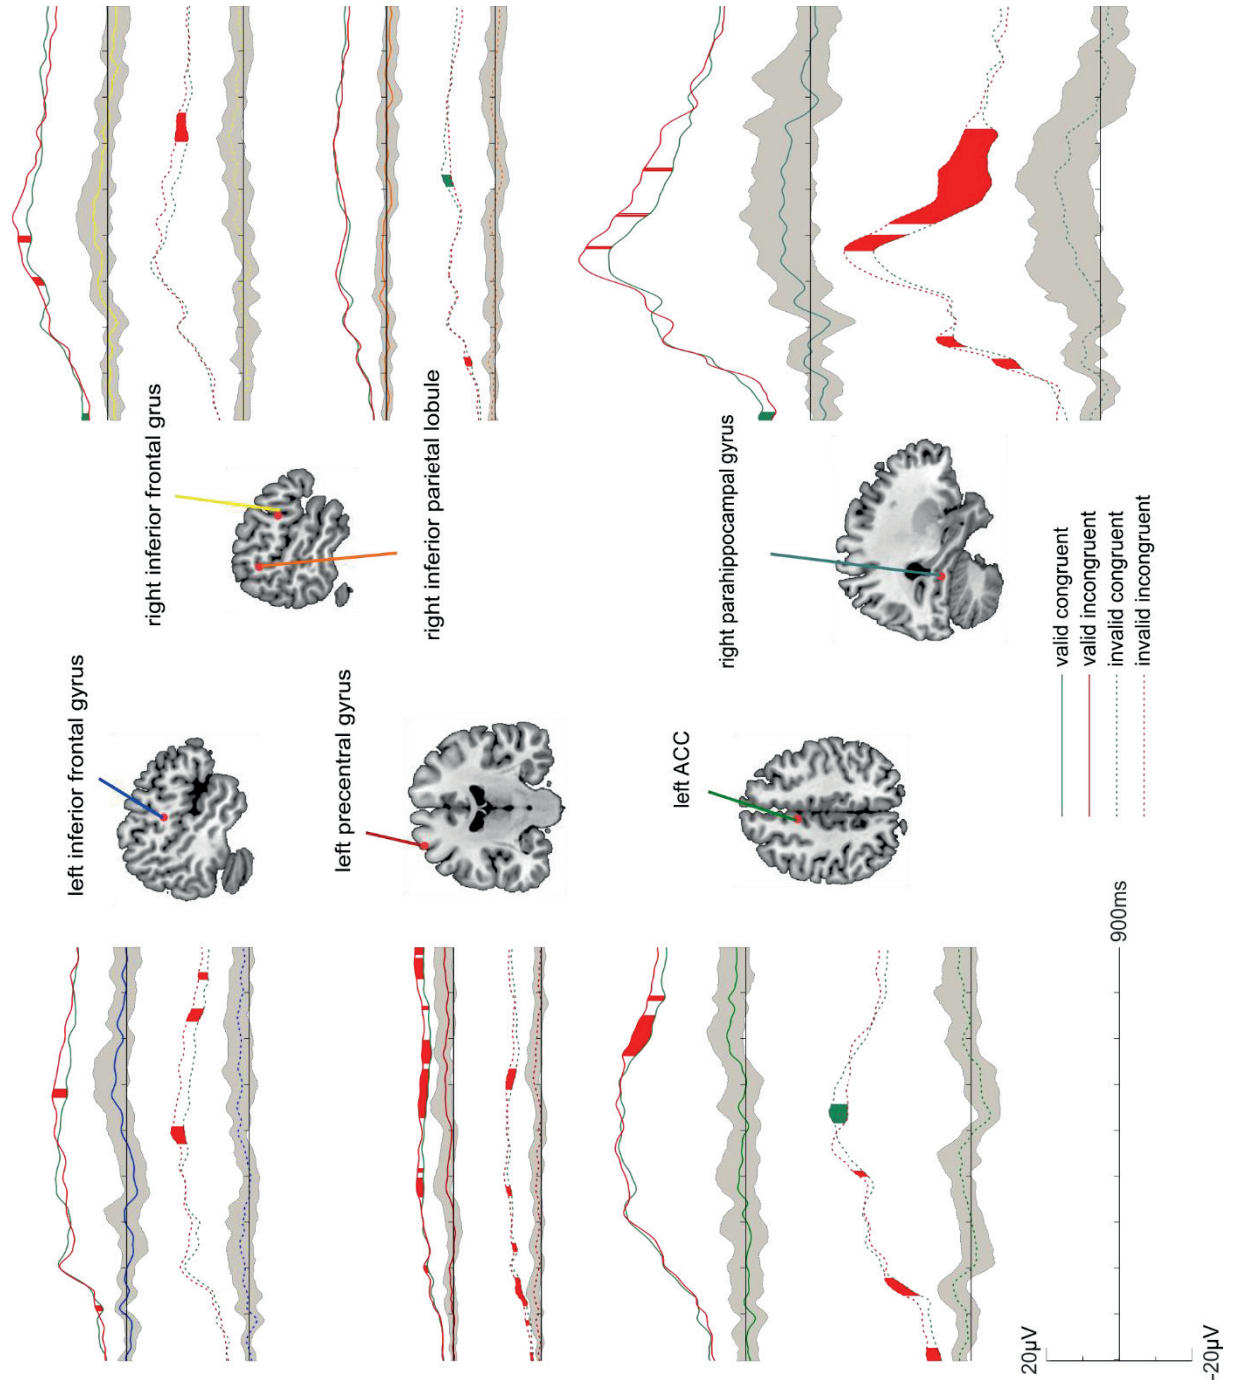 left inferior frontal gyrus
right inferior frontal grus
left precentral gyrus
right inferior parietal lobule
left ACC
right parahippocampal gyrus
20µV
-20µV
900ms
valid congruent
valid incongruent
invalid congruent
invalid incongruent